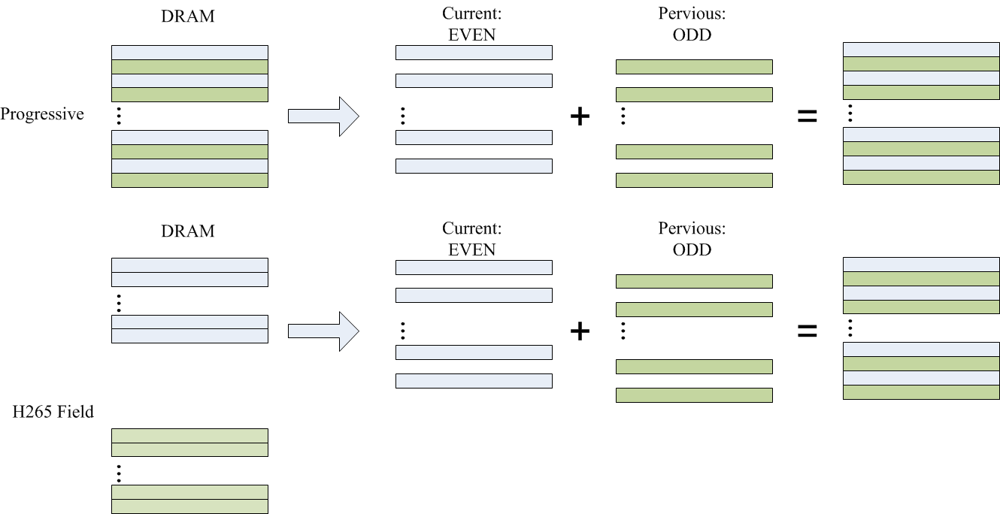 DRAM
Current:
EVEN
Pervious:
ODD
Progressive
+
=
DRAM
Current:
EVEN
Pervious:
ODD
+
=
H265 Field